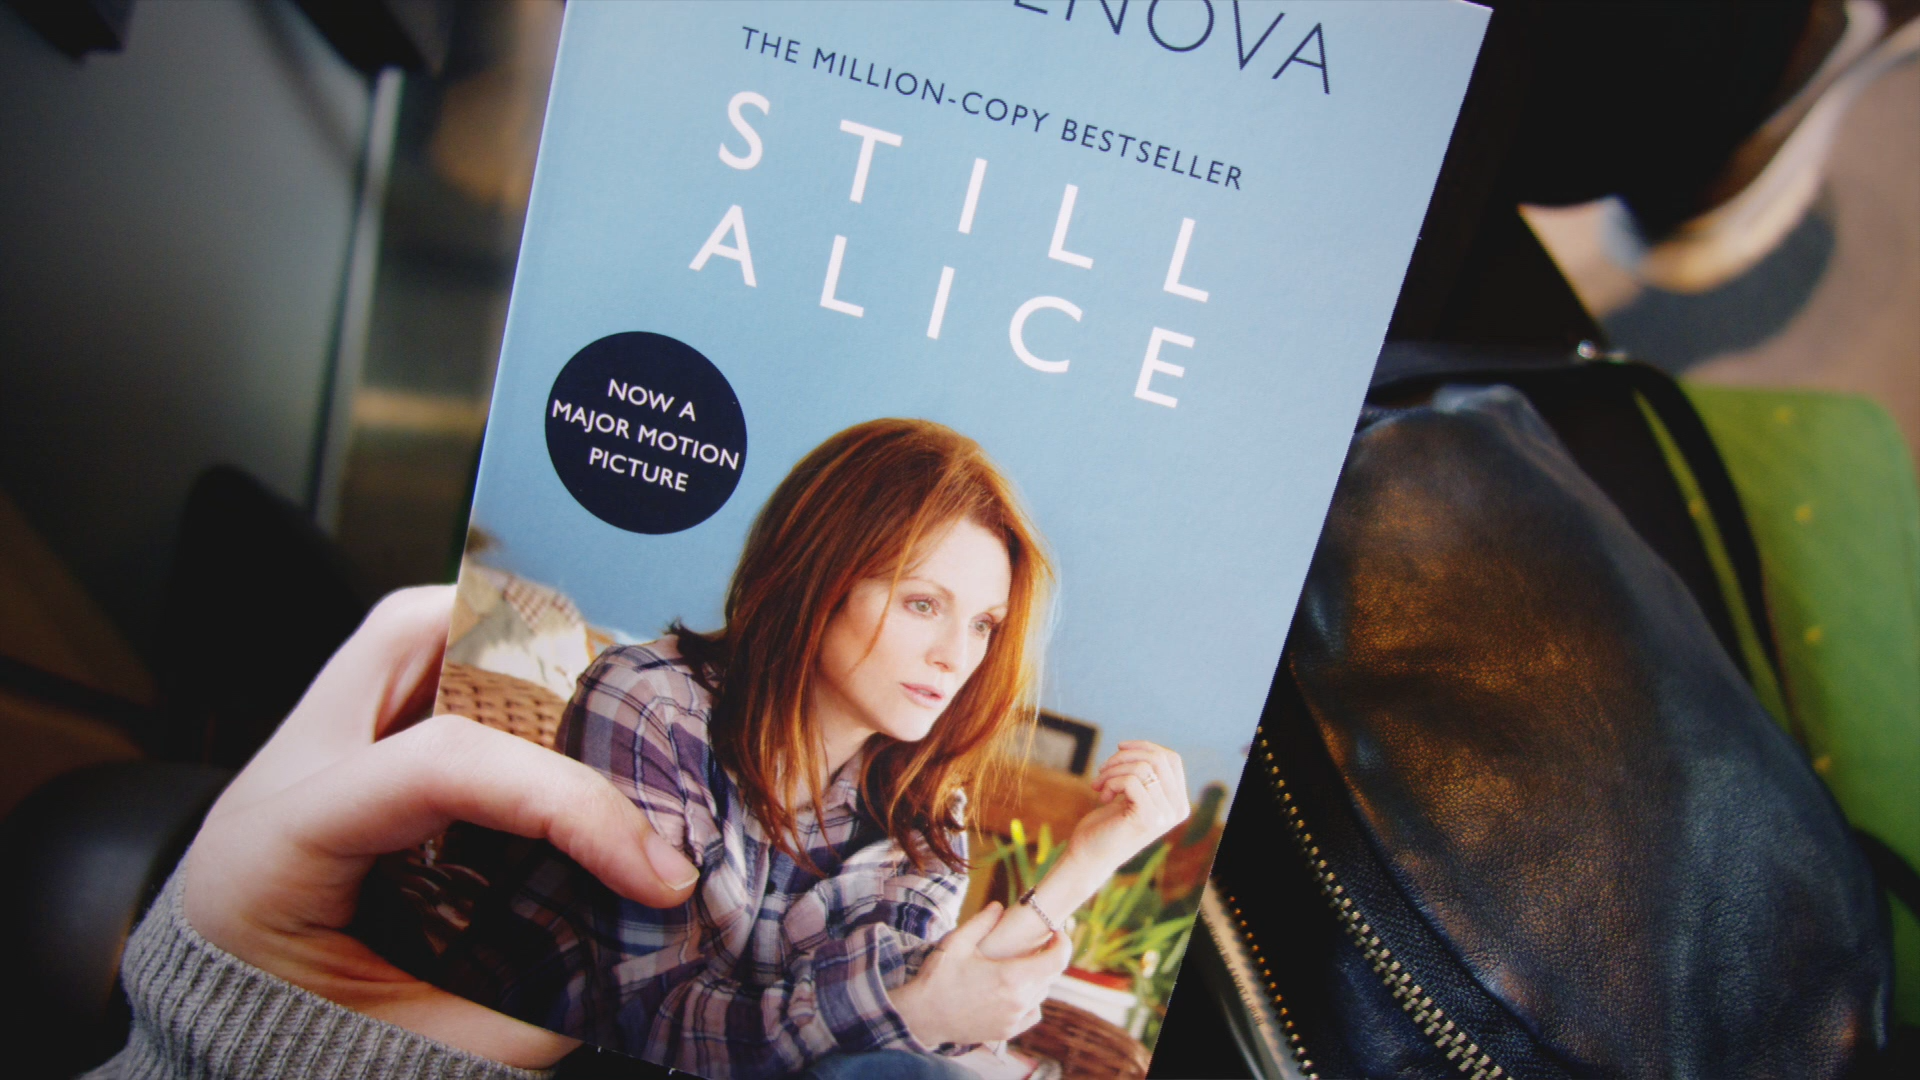 ENOVA
THE MILLION-COPY BESTSELLER
STILL
ALICE
NOW A
MAJOR MOTION
PICTURE